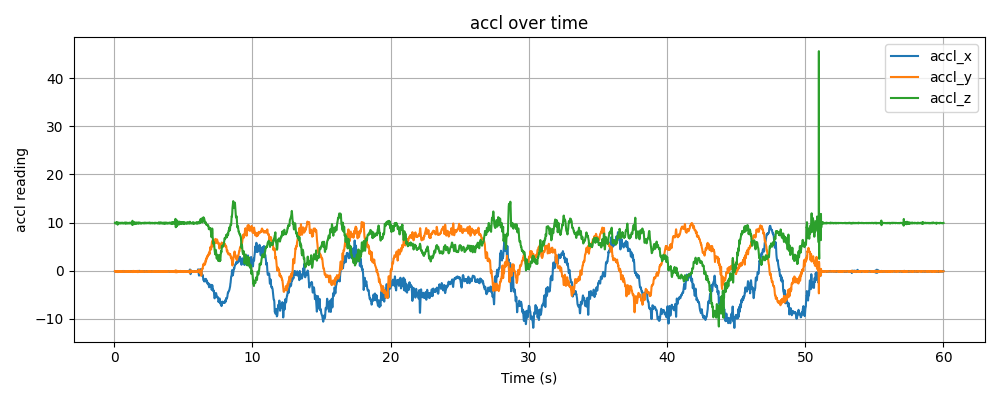 accl over time
accl_x
accl_y
accl_z
accl reading
40
30
20
10
0
−10
0 10 20 30 40 50 60
Time (s)